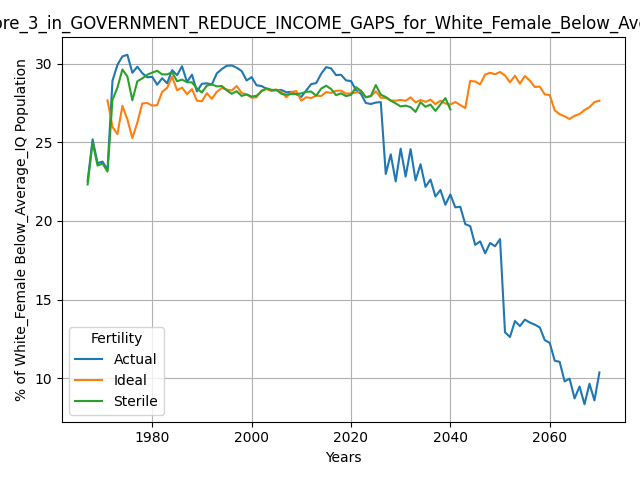 ore_3_in_GOVERNMENT_REDUCE_INCOME_GAPS_for_White_Female_Below_Av
% of White_Female Below_Average_IQ Population
30
25
20
15
10
Fertility
Actual
Ideal
Sterile
1980
2000
2020
2040
2060
Years